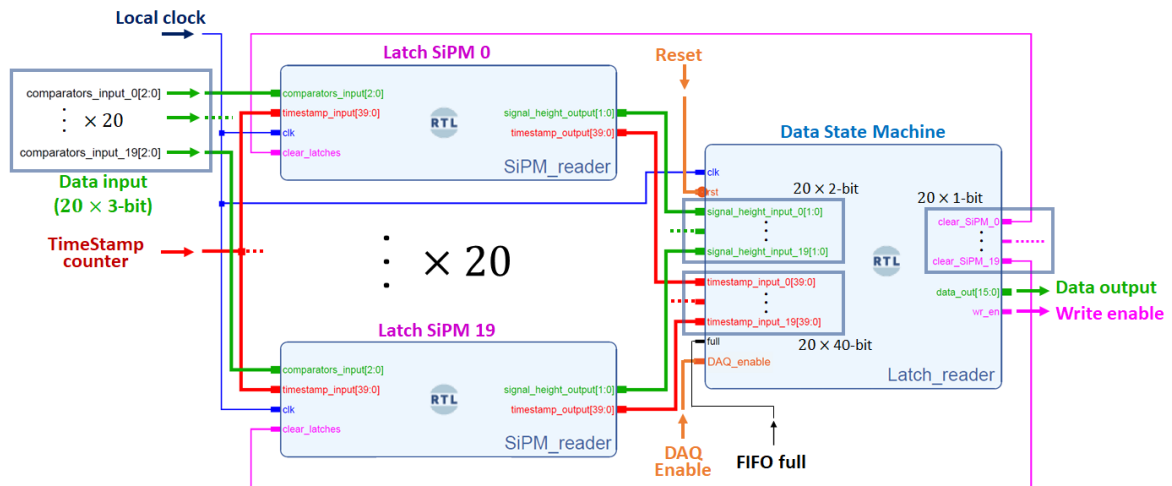 Local clock
Latch SiPM 0
Reset
comparators_input_0[2:0]
⋮ × 20
comparators_input_19[2:0]
Data input
(20 × 3-bit)
TimeStamp
counter
comparators_input[2:0]
timestamp_input[39:0]
clk
clear_latches
RTL
signal_height_output[1:0]
timestamp_output[39:0]
SiPM_reader
⋮ × 20
Latch SiPM 19
comparators_input[2:0]
timestamp_input[39:0]
clk
clear_latches
RTL
signal_height_output[1:0]
timestamp_output[39:0]
SiPM_reader
Data State Machine
clk
rst
20 × 2-bit
signal_height_input_0[1:0]
⋮
signal_height_input_19[1:0]
timestamp_input_0[39:0]
⋮
timestamp_input_19[39:0]
20 × 40-bit
full
DAQ_enable
RTL
20 × 1-bit
clear_SiPM_0
⋮
clear_SiPM_19
data_out[15:0]
wr_en
Latch_reader
Data output
Write enable
DAQ
Enable
FIFO full